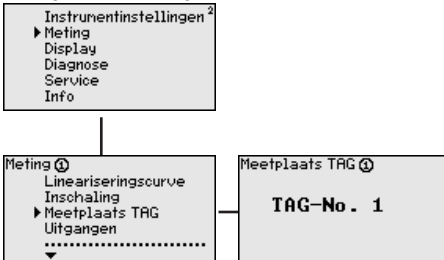 Instrumentinstellingen 2
Meting
Display
Diagnose
Service
Info
Meting ①
Lineariseringscurve
Inschaling
Meetplaats TAG
Uitgangen
Meetplaats TAG ①
TAG-No. 1